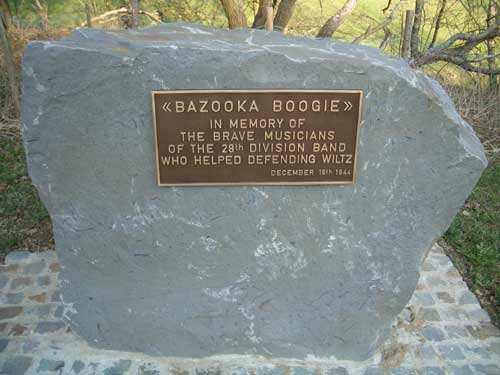 «BAZOOKA BOOGIE»
IN MEMORY OF
THE BRAVE MUSICIANS
OF THE 28th DIVISION BAND
WHO HELPED DEFENDING WILTZ
DECEMBER 19th 1944